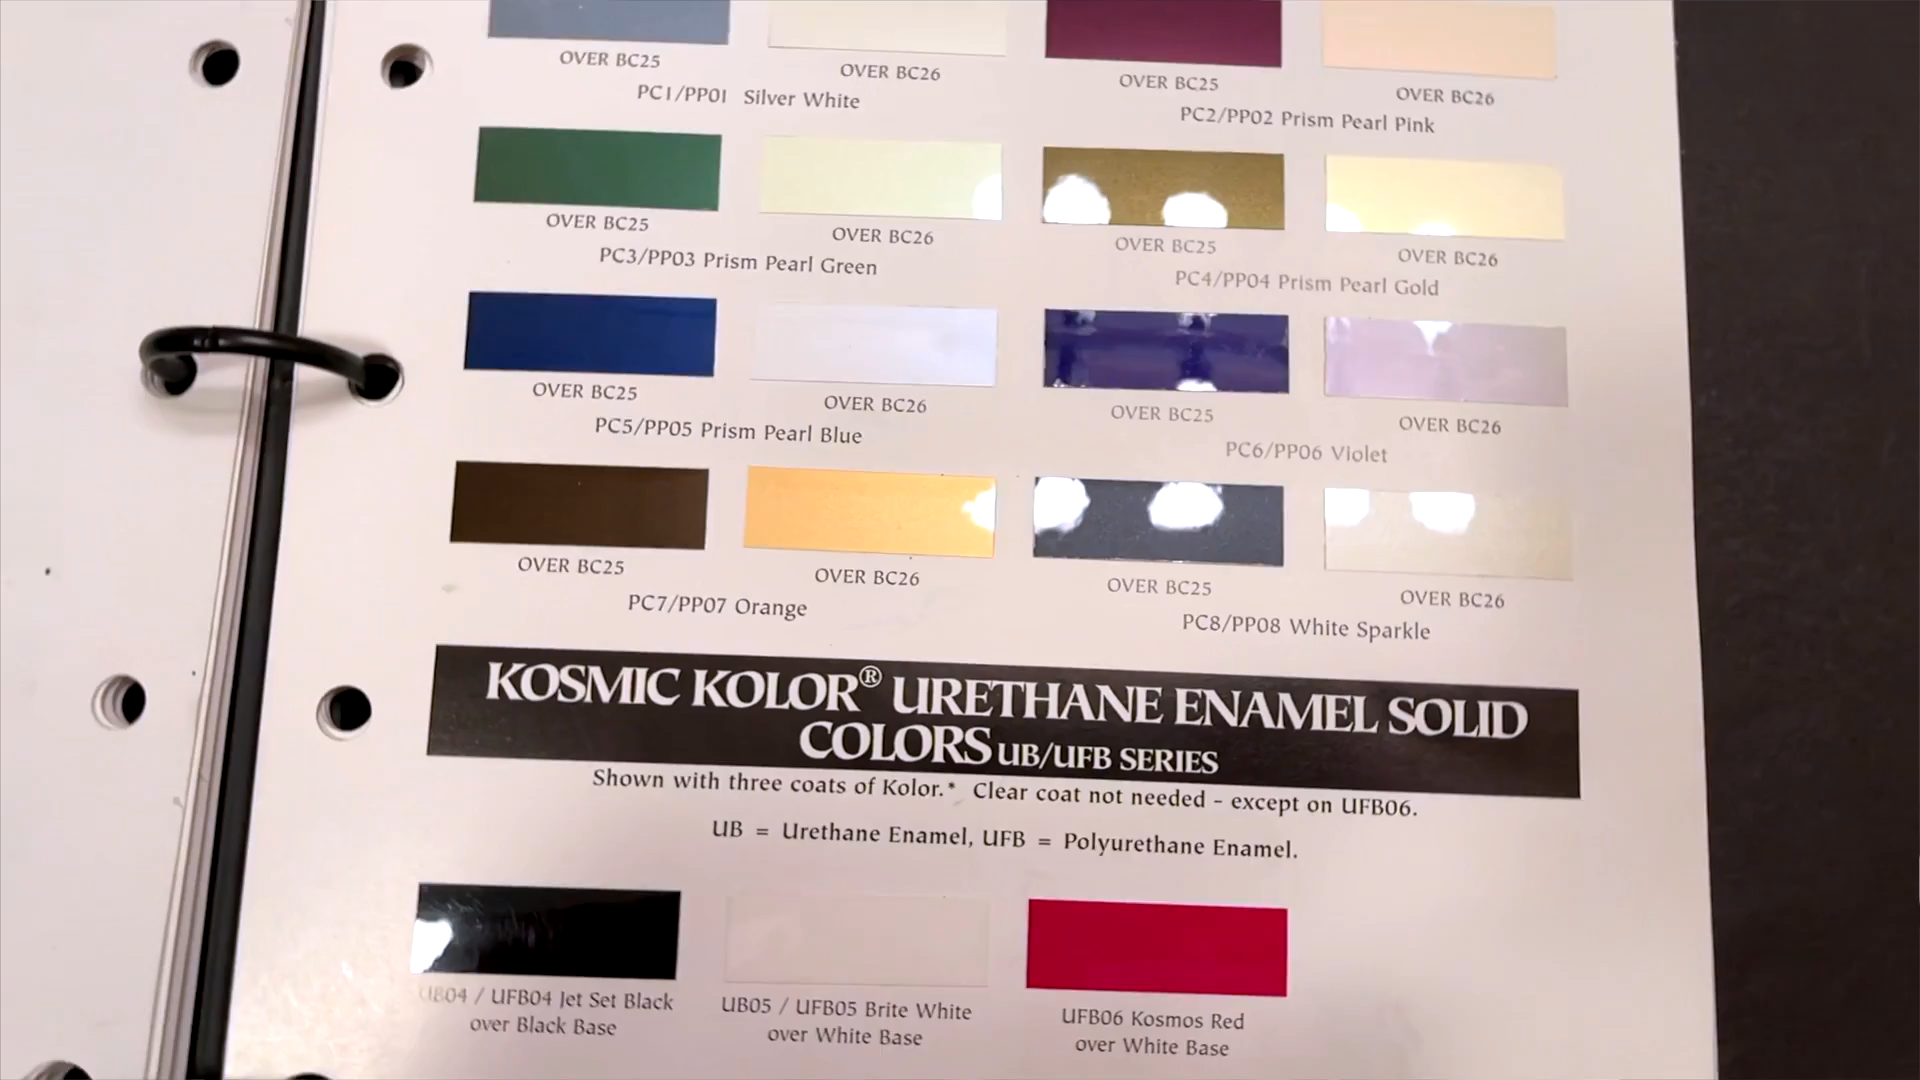 OVER BC25
OVER BC26
OVER BC25
OVER BC26
PC1/PP01 Silver White
PC2/PP02 Prism Pearl Pink
OVER BC25
OVER BC26
OVER BC25
OVER BC26
PC3/PP03 Prism Pearl Green
PC4/PP04 Prism Pearl Gold
OVER BC25
OVER BC26
OVER BC25
OVER BC26
PC5/PP05 Prism Pearl Blue
PC6/PP06 Violet
OVER BC25
OVER BC26
OVER BC25
OVER BC26
PC7/PP07 Orange
PC8/PP08 White Sparkle
KOSMIC KOLOR® URETHANE ENAMEL SOLID
COLORS UB/UFB SERIES
Shown with three coats of Kolor.* Clear coat not needed - except on UFB06.
UB = Urethane Enamel, UFB = Polyurethane Enamel.
UB04 / UFB04 Jet Set Black
over Black Base
UB05 / UFB05 Brite White
over White Base
UFB06 Kosmos Red
over White Base